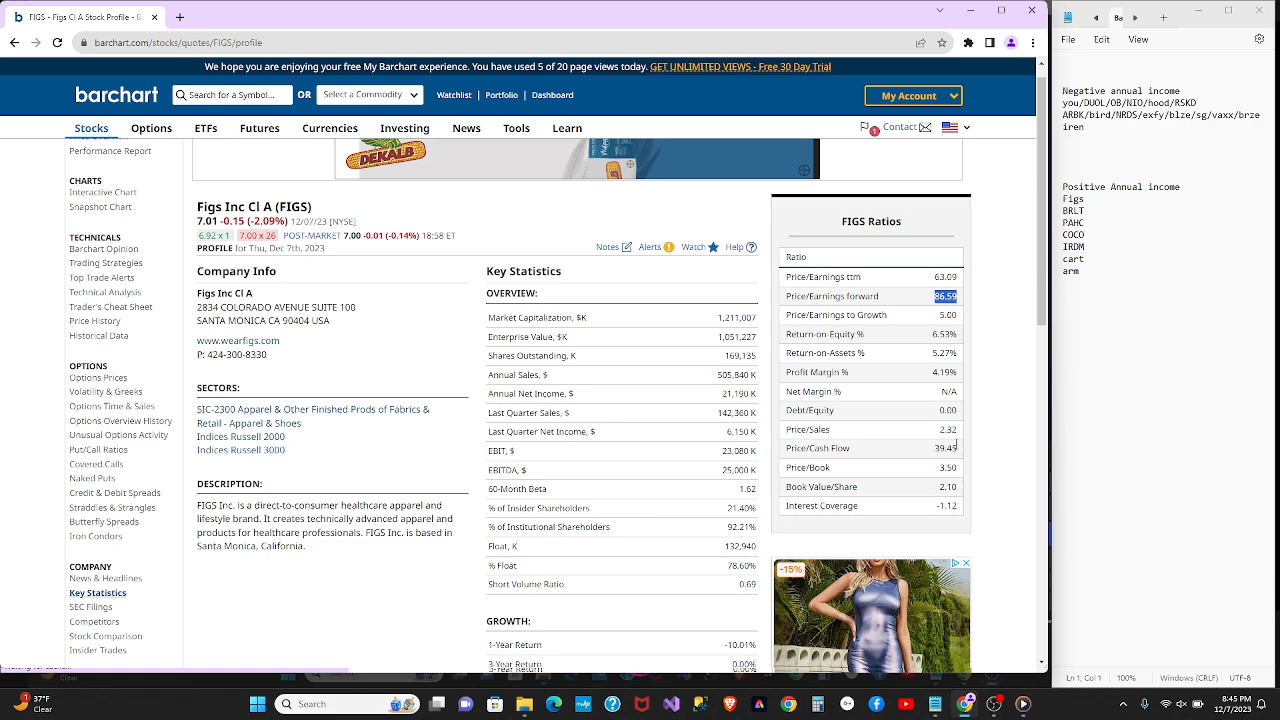 FIGS - Figs Cl A Stock Profile - B
barchart.com/stocks/quotes/FIGS/profile
Ba
File Edit View
We hope you are enjoying your free My Barchart experience. You have used 5 of 20 page views today. GET UNLIMITED VIEWS - Free 30 Day Trial
barchart
Search for a Symbol...
OR
Select a Commodity
Watchlist | Portfolio | Dashboard
My Account
Stocks Options ETFs Futures Currencies Investing News Tools Learn
1 Contact
Performance Report
CHARTS
Interactive Chart
Snapshot Chart
TECHNICALS
Barchart Opinion
Trading Strategies
Top Trade Alerts
Technical Analysis
Trader's Cheat Sheet
Price History
Historical Data
OPTIONS
Options Prices
Volatility & Greeks
Options Time & Sales
Options Overview History
Unusual Options Activity
Put/Call Ratios
Covered Calls
Naked Puts
Credit & Debit Spreads
Straddles & Strangles
Butterfly Spreads
Iron Condors
COMPANY
News & Headlines
Key Statistics
SEC Filings
Competitors
Stock Comparison
Insider Trades
DEKALB
Figs Inc Cl A (FIGS)
7.01 -0.15 (-2.09%) 12/07/23 [NYSE]
6.92 x 1 7.00 x 26 POST-MARKET 7.00 -0.01 (-0.14%) 18:58 ET
PROFILE for Thu, Dec 7th, 2023
Notes Alerts Watch Help
Company Info
Figs Inc Cl A
2834 COLORADO AVENUE SUITE 100
SANTA MONICA CA 90404 USA
www.wearfigs.com
P: 424-300-8330
SECTORS:
SIC-2300 Apparel & Other Finished Prods of Fabrics &
Retail - Apparel & Shoes
Indices Russell 2000
Indices Russell 3000
DESCRIPTION:
FIGS Inc. is a direct-to-consumer healthcare apparel and
lifestyle brand. It creates technically advanced apparel and
products for healthcare professionals. FIGS Inc. is based in
Santa Monica, California.
Key Statistics
OVERVIEW:
Market Capitalization, $K 1,211,007
Enterprise Value, $K 1,051,227
Shares Outstanding, K 169,135
Annual Sales, $ 505,840 K
Annual Net Income, $ 21,190 K
Last Quarter Sales, $ 142,360 K
Last Quarter Net Income, $ 6,150 K
EBIT, $ 23,080 K
EBITDA, $ 25,000 K
60-Month Beta 1.62
% of Insider Shareholders 21.40%
% of Institutional Shareholders 92.21%
Float, K 132,940
% Float 78.60%
Short Volume Ratio 0.69
GROWTH:
1-Year Return -10.01%
3-Year Return 0.00%
FIGS Ratios
Ratio
Price/Earnings ttm 63.09
Price/Earnings forward 86.59
Price/Earnings to Growth 5.00
Return-on-Equity % 6.53%
Return-on-Assets % 5.27%
Profit Margin % 4.19%
Net Margin % N/A
Debt/Equity 0.00
Price/Sales 2.32
Price/Cash Flow 39.45
Price/Book 3.50
Book Value/Share 2.10
Interest Coverage -1.12
-15%
Negative annual income
you/DUOL/OB/NIO/hood/RSKD
ARBK/bird/NRDS/exfy/blze/sg/vaxx/brze
iren
Positive Annual income
Figs
BRLT
PAHC
COCO
IRDM
cart
arm
Ln 1, Col 1 100% Windows (CRLF) UTF-8
37°F
Clear
Search
8:45 PM
12/7/2023